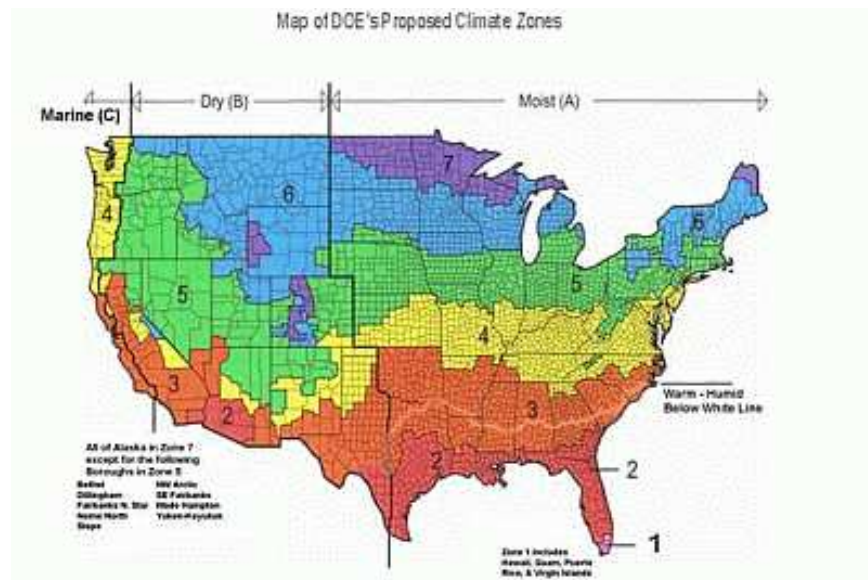 Map of DOE's Proposed Climate Zones
Dry (B)
Moist (A)
Marine (C)
7
6
4
6
5
5
4
3
3
2
Warm - Humid
Below White Line
2
2
All of Alaska in Zone 7
except for the following
Boroughs in Zone
Bethel NW Arctic
Dillingham SE Fairbanks
Fairbanks N. Star Wade Hampton
Nome North Yukon-Koyukuk
Slope
1
Zone 1 includes
Hawaii, Guam, Puerto
Rico, & Virgin Islands